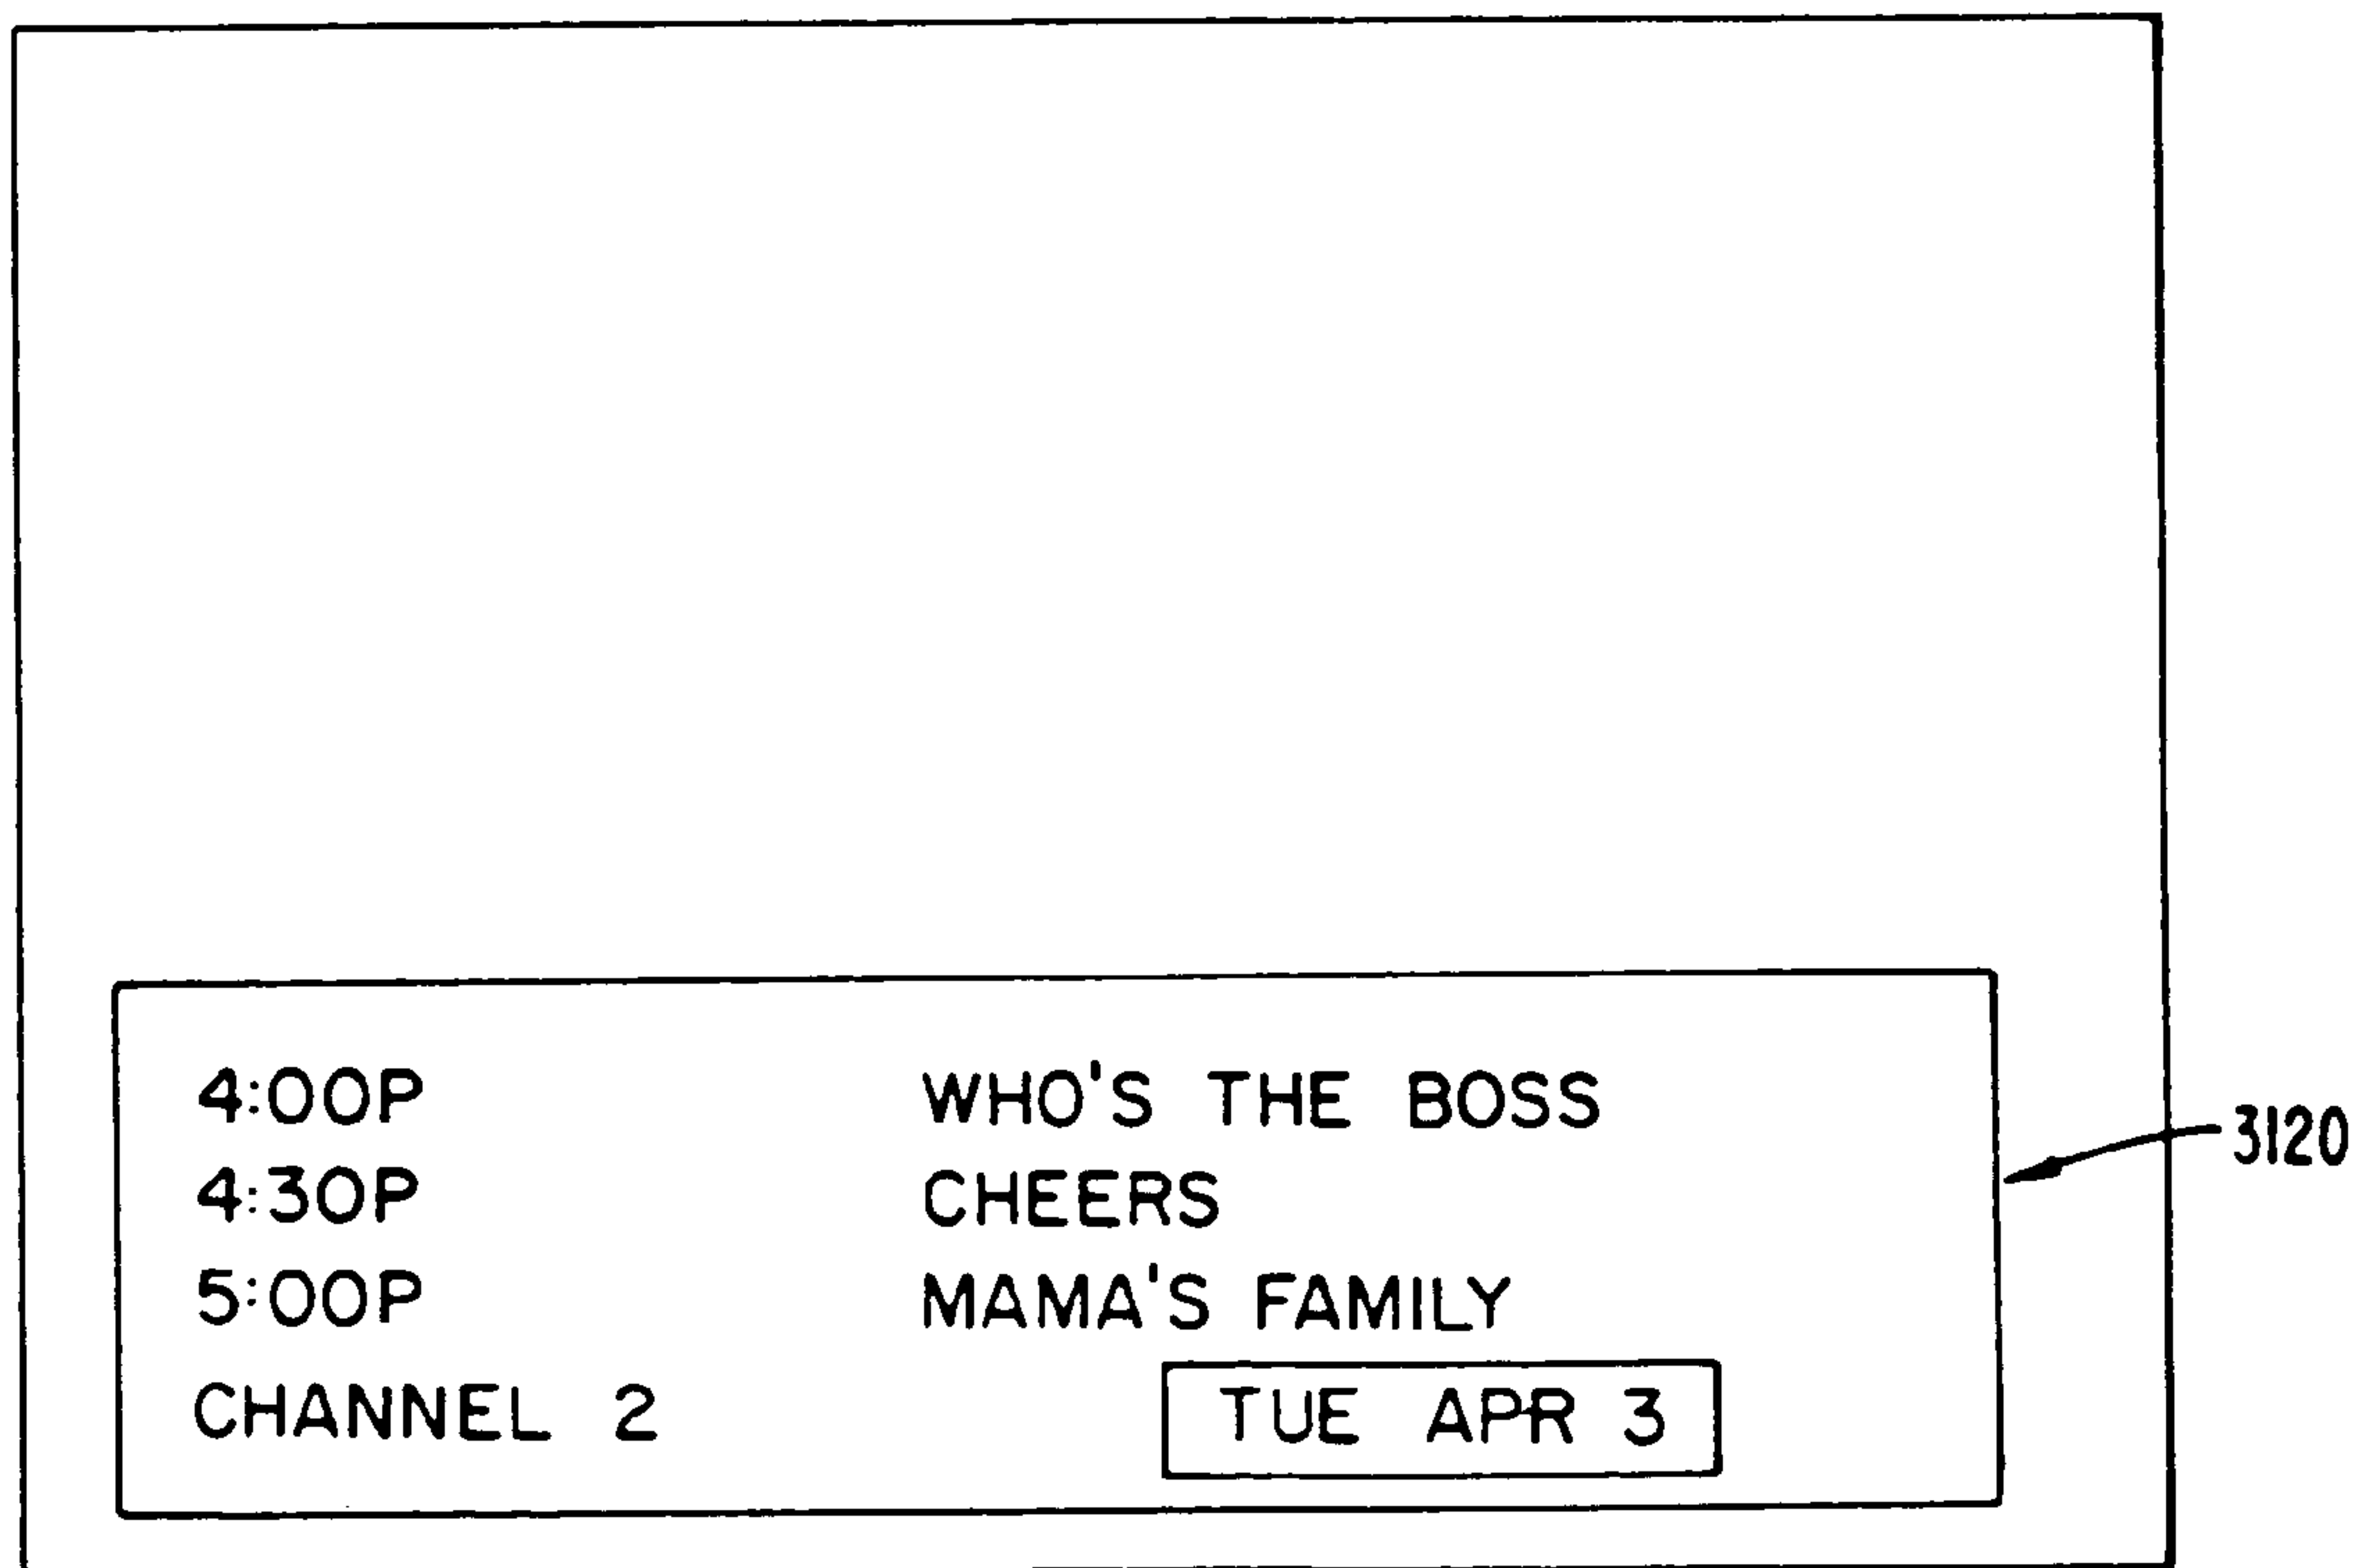 4:00P WHO'S THE BOSS
4:30P CHEERS
5:00P MAMA'S FAMILY
CHANNEL 2 TUE APR 3
3120